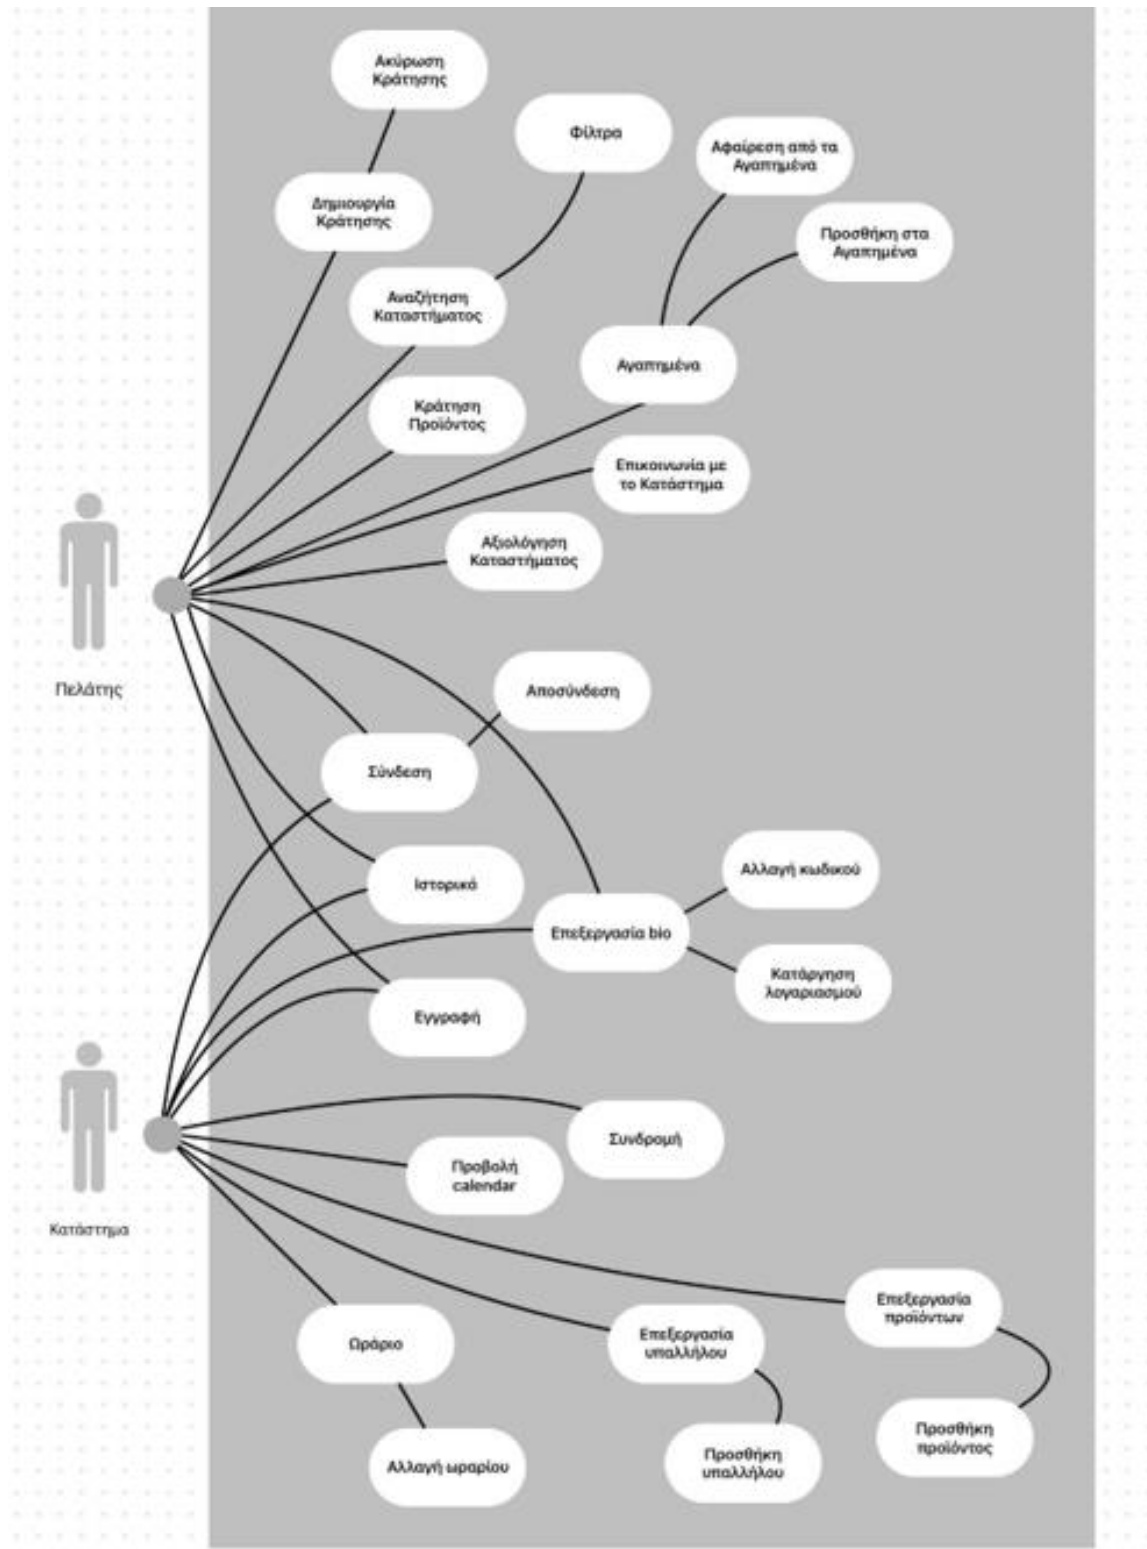 Ακύρωση
Κράτησης
Φίλτρα
Αφαίρεση από τα
Αγαπημένα
Δημιουργία
Κράτησης
Προσθήκη στα
Αγαπημένα
Αναζήτηση
Καταστήματος
Αγαπημένα
Κράτηση
Προϊόντος
Επικοινωνία με
το Κατάστημα
Αξιολόγηση
Καταστήματος
Πελάτης
Αποσύνδεση
Σύνδεση
Αλλαγή κωδικού
Ιστορικό
Επεξεργασία bio
Κατάργηση
λογαριασμού
Εγγραφή
Συνδρομή
Προβολή
calendar
Κατάστημα
Επεξεργασία
προϊόντων
Ωράριο
Επεξεργασία
υπαλλήλου
Προσθήκη
προϊόντος
Αλλαγή ωραρίου
Προσθήκη
υπαλλήλου